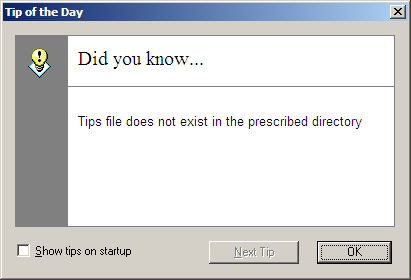 Tip of the Day
Did you know...
Tips file does not exist in the prescribed directory
Show tips on startup
Next Tip
OK